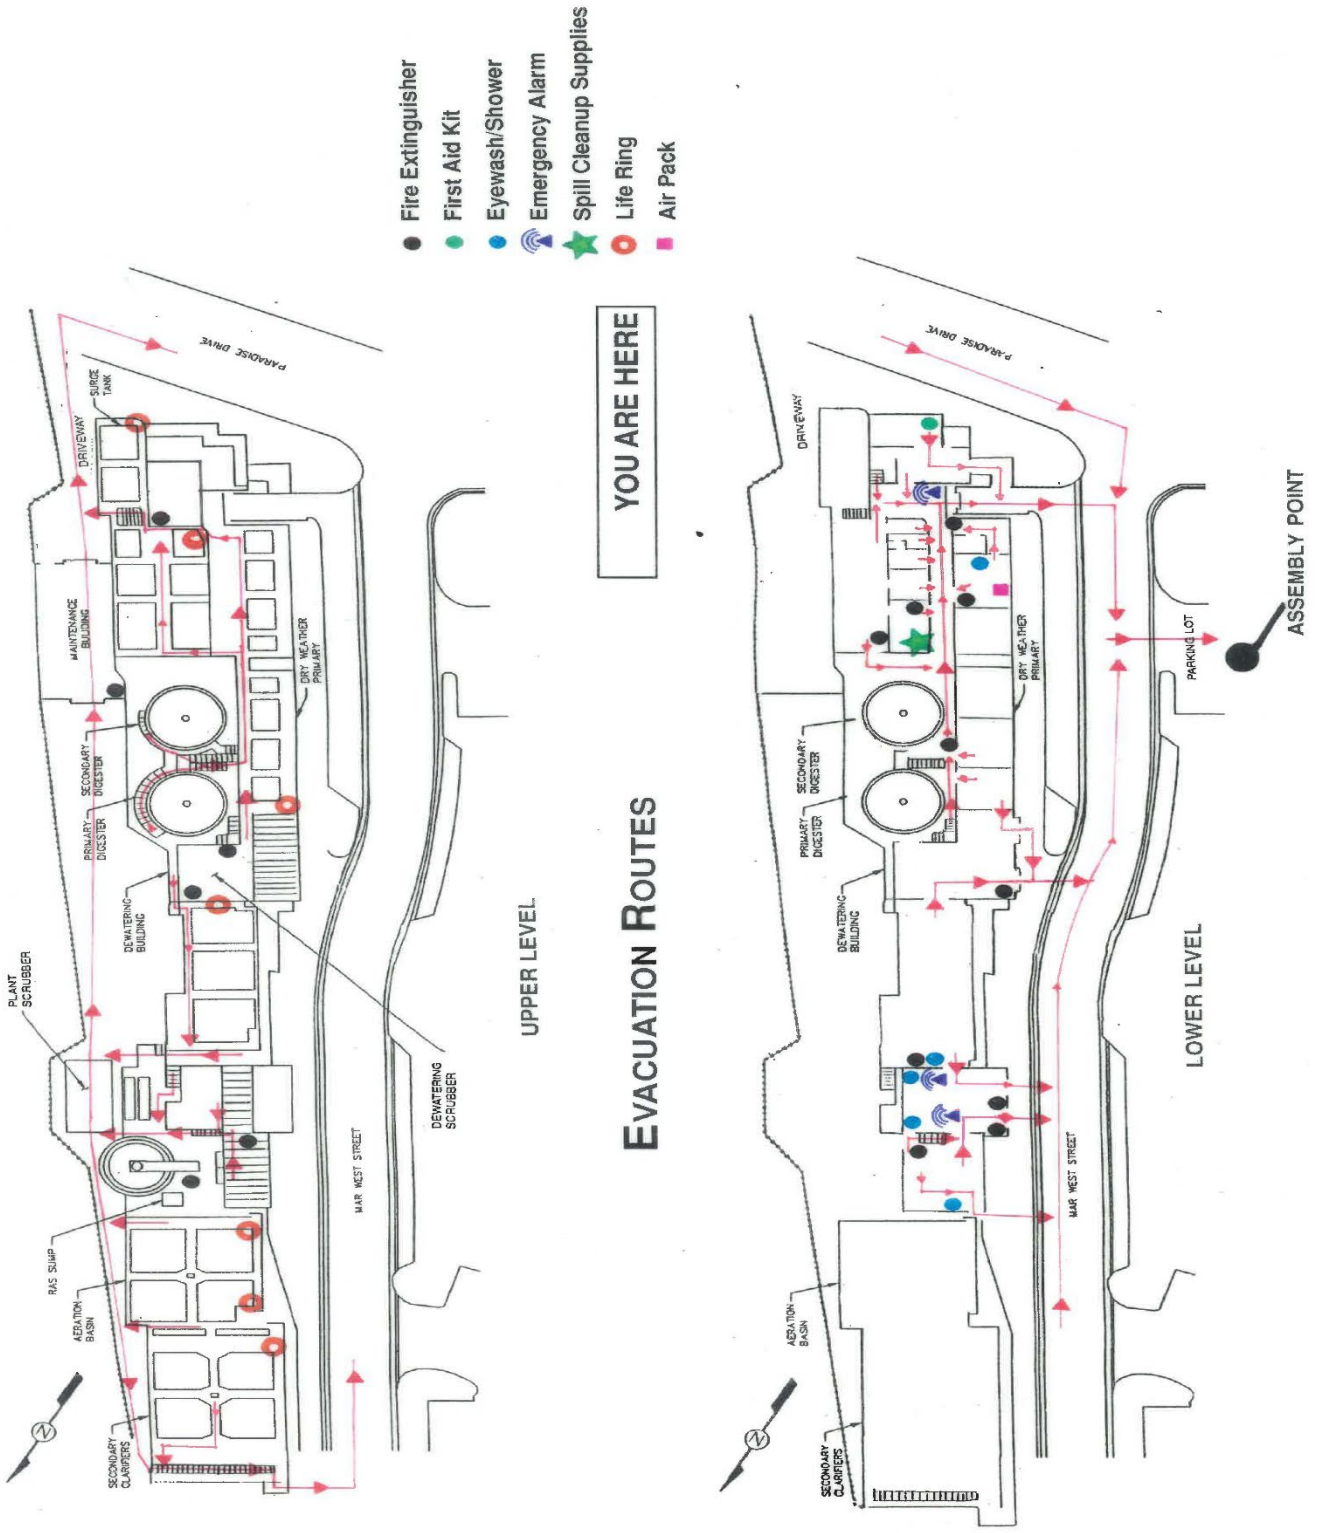 PLANT
SCRUBBER
RAS SUMP
AERATION
BASIN
SECONDARY
CLARIFIERS
DEWATERING
BUILDING
PRIMARY
DIGESTER
SECONDARY
DIGESTER
MAINTENANCE
BUILDING
DRIVEWAY
SURGE
TANK
PARADISE DRIVE
DRY WEATHER
PRIMARY
MAR WEST STREET
DEWATERING
SCRUBBER
N
UPPER LEVEL
Fire Extinguisher
First Aid Kit
Eyewash/Shower
Emergency Alarm
Spill Cleanup Supplies
Life Ring
Air Pack
EVACUATION ROUTES
YOU ARE HERE
N
SECONDARY
CLARIFIERS
AERATION
BASIN
DEWATERING
BUILDING
PRIMARY
DIGESTER
SECONDARY
DIGESTER
DRIVEWAY
PARADISE DRIVE
DRY WEATHER
PRIMARY
MAR WEST STREET
PARKING LOT
LOWER LEVEL
ASSEMBLY POINT